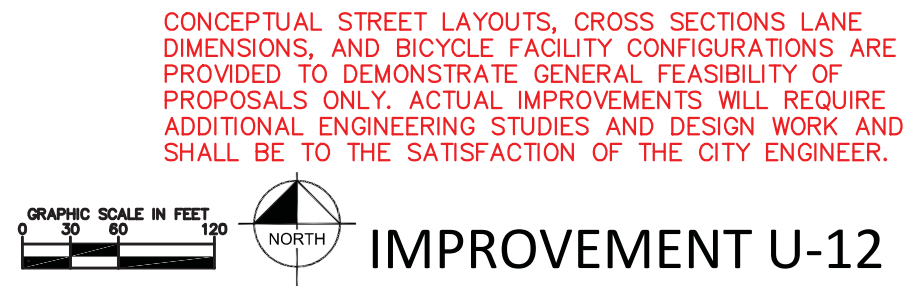 CONCEPTUAL STREET LAYOUTS, CROSS SECTIONS LANE
DIMENSIONS, AND BICYCLE FACILITY CONFIGURATIONS ARE
PROVIDED TO DEMONSTRATE GENERAL FEASIBILITY OF
PROPOSALS ONLY. ACTUAL IMPROVEMENTS WILL REQUIRE
ADDITIONAL ENGINEERING STUDIES AND DESIGN WORK AND
SHALL BE TO THE SATISFACTION OF THE CITY ENGINEER.
GRAPHIC SCALE IN FEET
0 30 60 120
NORTH
IMPROVEMENT U-12